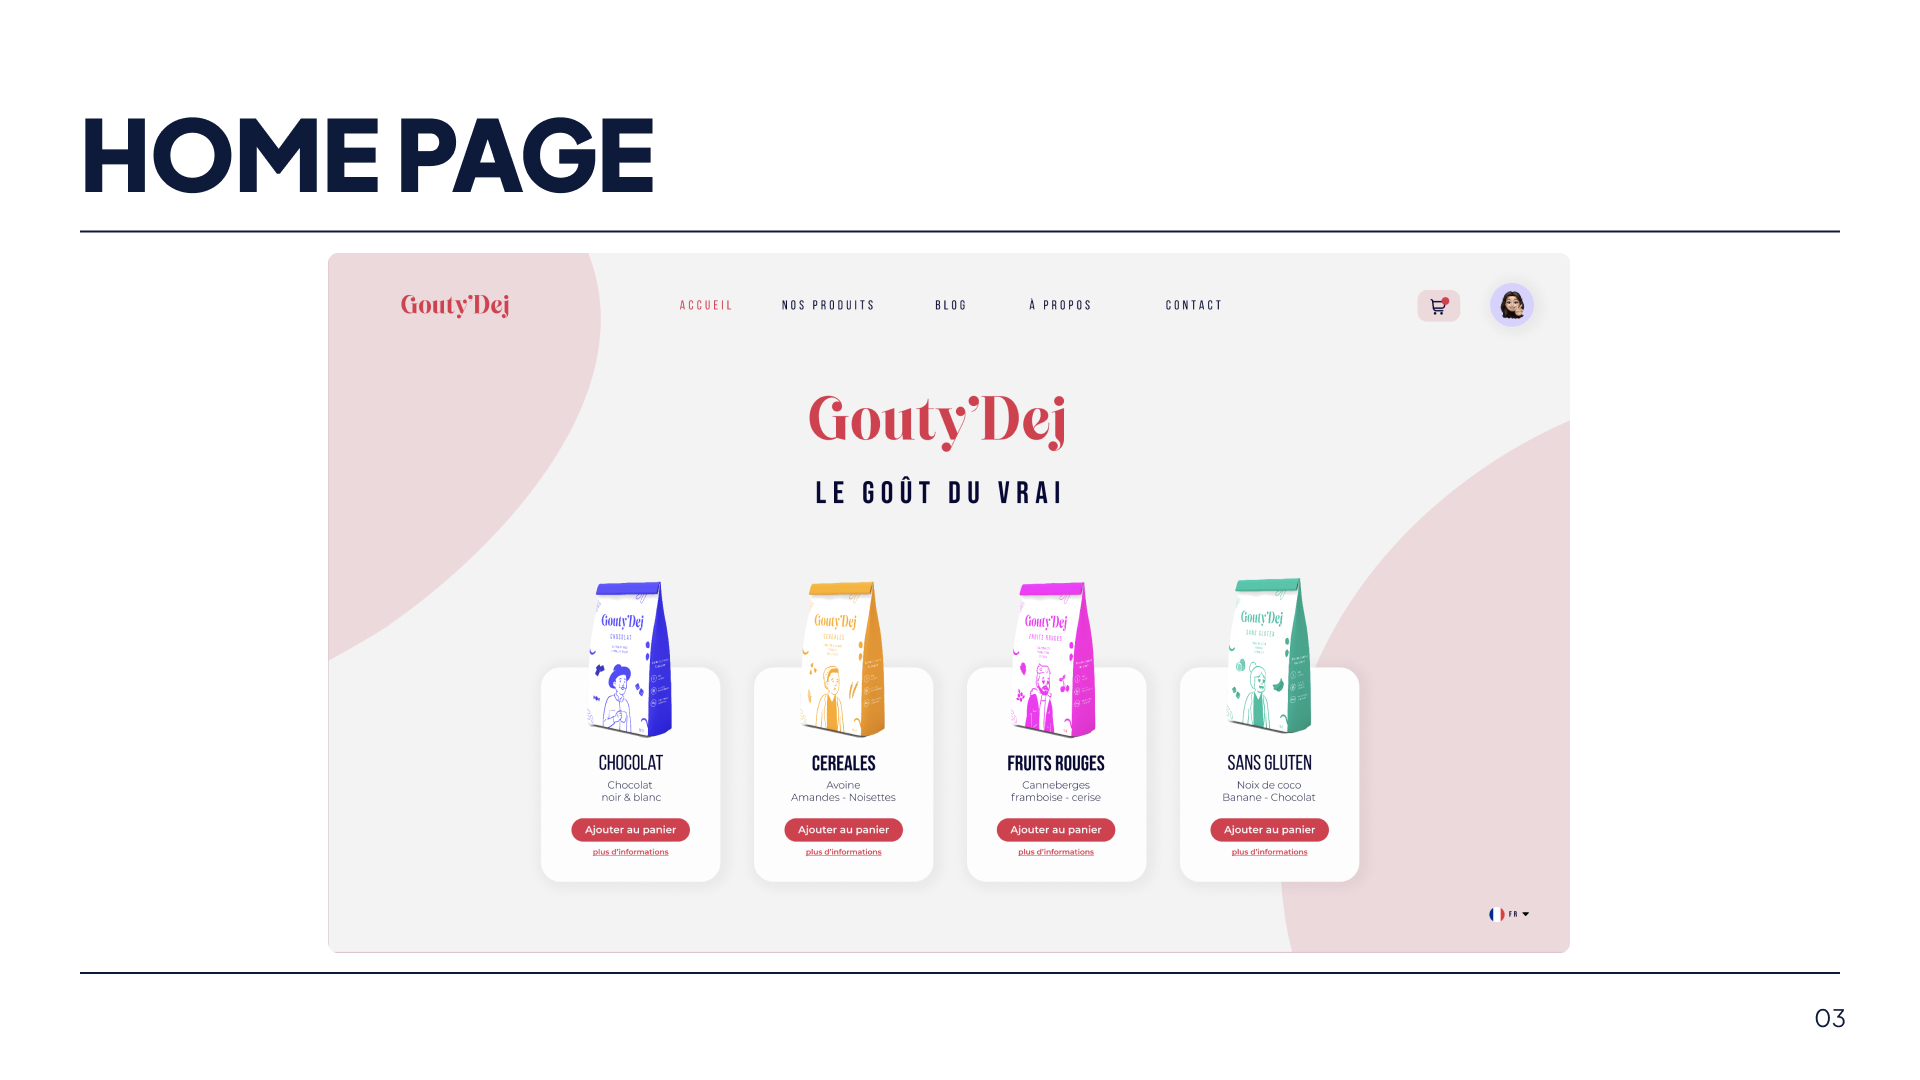 HOME PAGE
Gouty'Dej
ACCUEIL
NOS PRODUITS
BLOG
À PROPOS
CONTACT
Gouty'Dej
LE GOÛT DU VRAI
Gouty'Dej
CHOCOLAT
Gouty'Dej
CEREALES
Gouty'Dej
FRUITS ROUGES
Gouty'Dej
SANS GLUTEN
CHOCOLAT
Chocolat
noir & blanc
Ajouter au panier
plus d'informations
CEREALES
Avoine
Amandes - Noisettes
Ajouter au panier
plus d'informations
FRUITS ROUGES
Canneberges
framboise - cerise
Ajouter au panier
plus d'informations
SANS GLUTEN
Noix de coco
Banane - Chocolat
Ajouter au panier
plus d'informations
FR
03